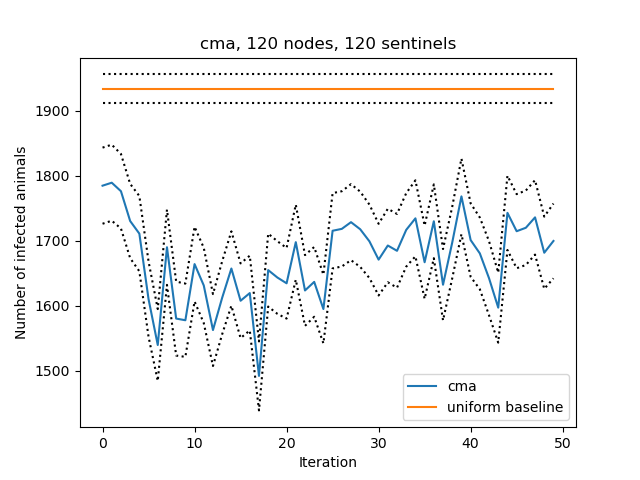 cma, 120 nodes, 120 sentinels
Number of infected animals
1900
1800
1700
1600
1500
0 10 20 30 40 50
Iteration
cma
uniform baseline